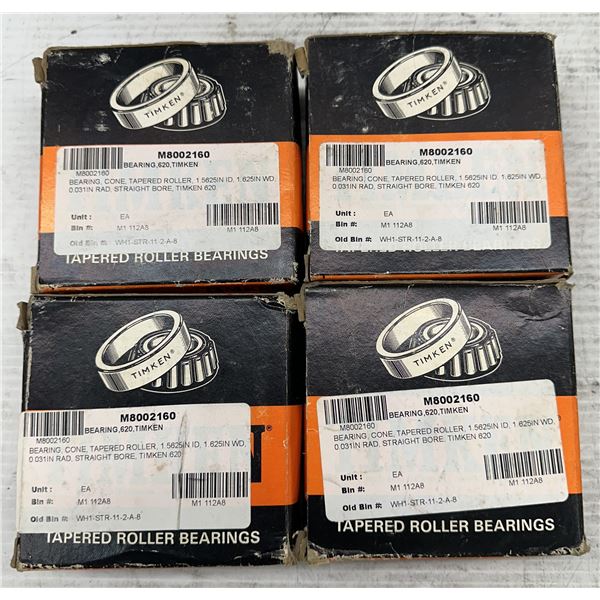 TIMKEN®
M8002160
BEARING,620,TIMKEN
M8002160
BEARING, CONE, TAPERED ROLLER, 1.5625IN ID, 1.625IN WD,
0.031IN RAD, STRAIGHT BORE, TIMKEN 620
Unit : EA
Bin #: M1 112A8
M1 112A8
Old Bin #: WH1-STR-11-2-A-8
TAPERED ROLLER BEARINGS
TIMKEN®
M8002160
BEARING,620,TIMKEN
M8002160
BEARING, CONE, TAPERED ROLLER, 1.5625IN ID, 1.625IN WD,
0.031IN RAD, STRAIGHT BORE, TIMKEN 620
Unit : EA
Bin #: M1 112A8
M1 112A8
Old Bin #: WH1-STR-11-2-A-8
TAPERED ROLLER BEARINGS
TIMKEN®
M8002160
BEARING,620,TIMKEN
M8002160
BEARING, CONE, TAPERED ROLLER, 1.5625IN ID, 1.625IN WD,
0.031IN RAD, STRAIGHT BORE, TIMKEN 620
Unit : EA
Bin #: M1 112A8
M1 112A8
Old Bin #: WH1-STR-11-2-A-8
TAPERED ROLLER BEARINGS
TIMKEN®
M8002160
BEARING,620,TIMKEN
M8002160
BEARING, CONE, TAPERED ROLLER, 1.5625IN ID, 1.625IN WD,
0.031IN RAD, STRAIGHT BORE, TIMKEN 620
Unit : EA
Bin #: M1 112A8
M1 112A8
Old Bin #: WH1-STR-11-2-A-8
TAPERED ROLLER BEARINGS